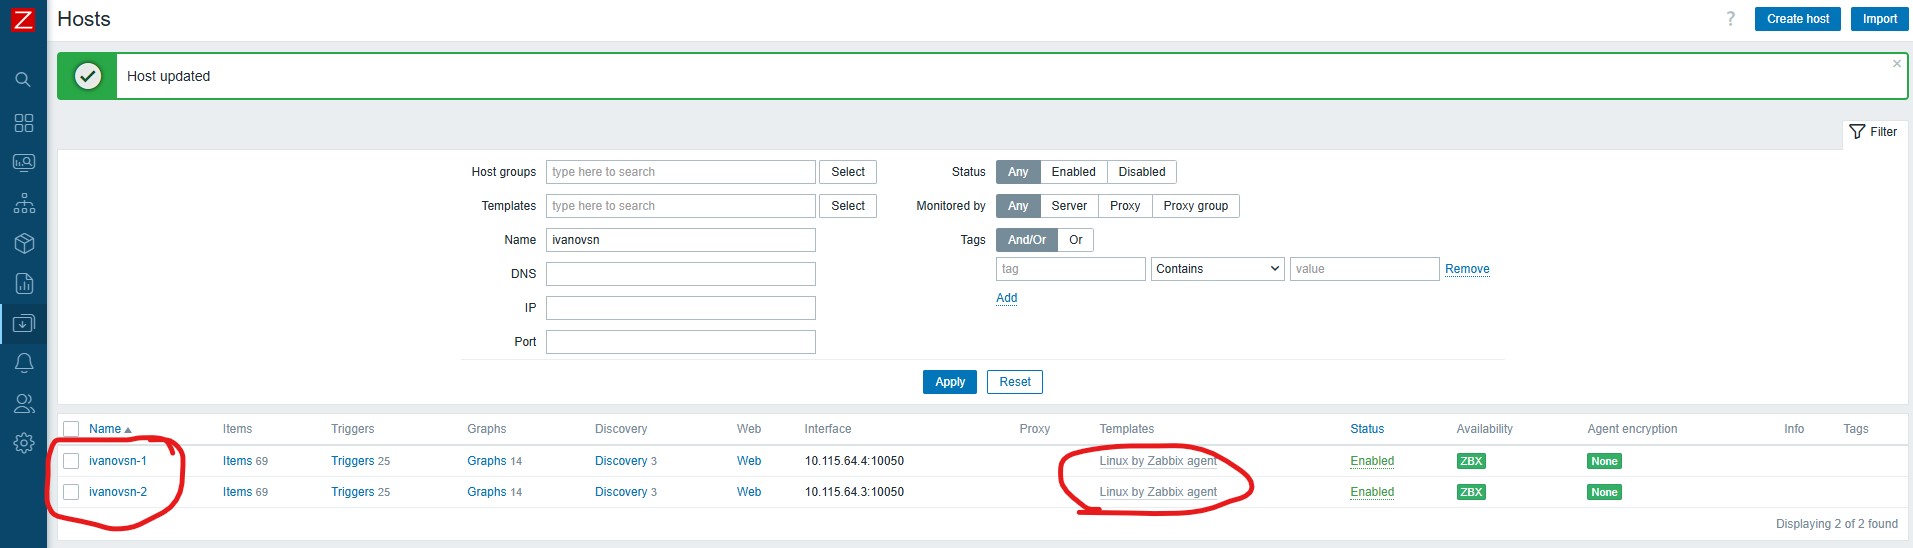 Z Hosts ? Create host Import
Host updated ×
Filter
Host groups type here to search Select Status Any Enabled Disabled
Templates type here to search Select Monitored by Any Server Proxy Proxy group
Name ivanovsn Tags And/Or Or
DNS tag Contains value Remove
IP Add
Port
Apply Reset
Name Items Triggers Graphs Discovery Web Interface Proxy Templates Status Availability Agent encryption Info Tags
ivanovsn-1 Items 69 Triggers 25 Graphs 14 Discovery 3 Web 10.115.64.4:10050 Linux by Zabbix agent Enabled ZBX None
ivanovsn-2 Items 69 Triggers 25 Graphs 14 Discovery 3 Web 10.115.64.3:10050 Linux by Zabbix agent Enabled ZBX None
Displaying 2 of 2 found